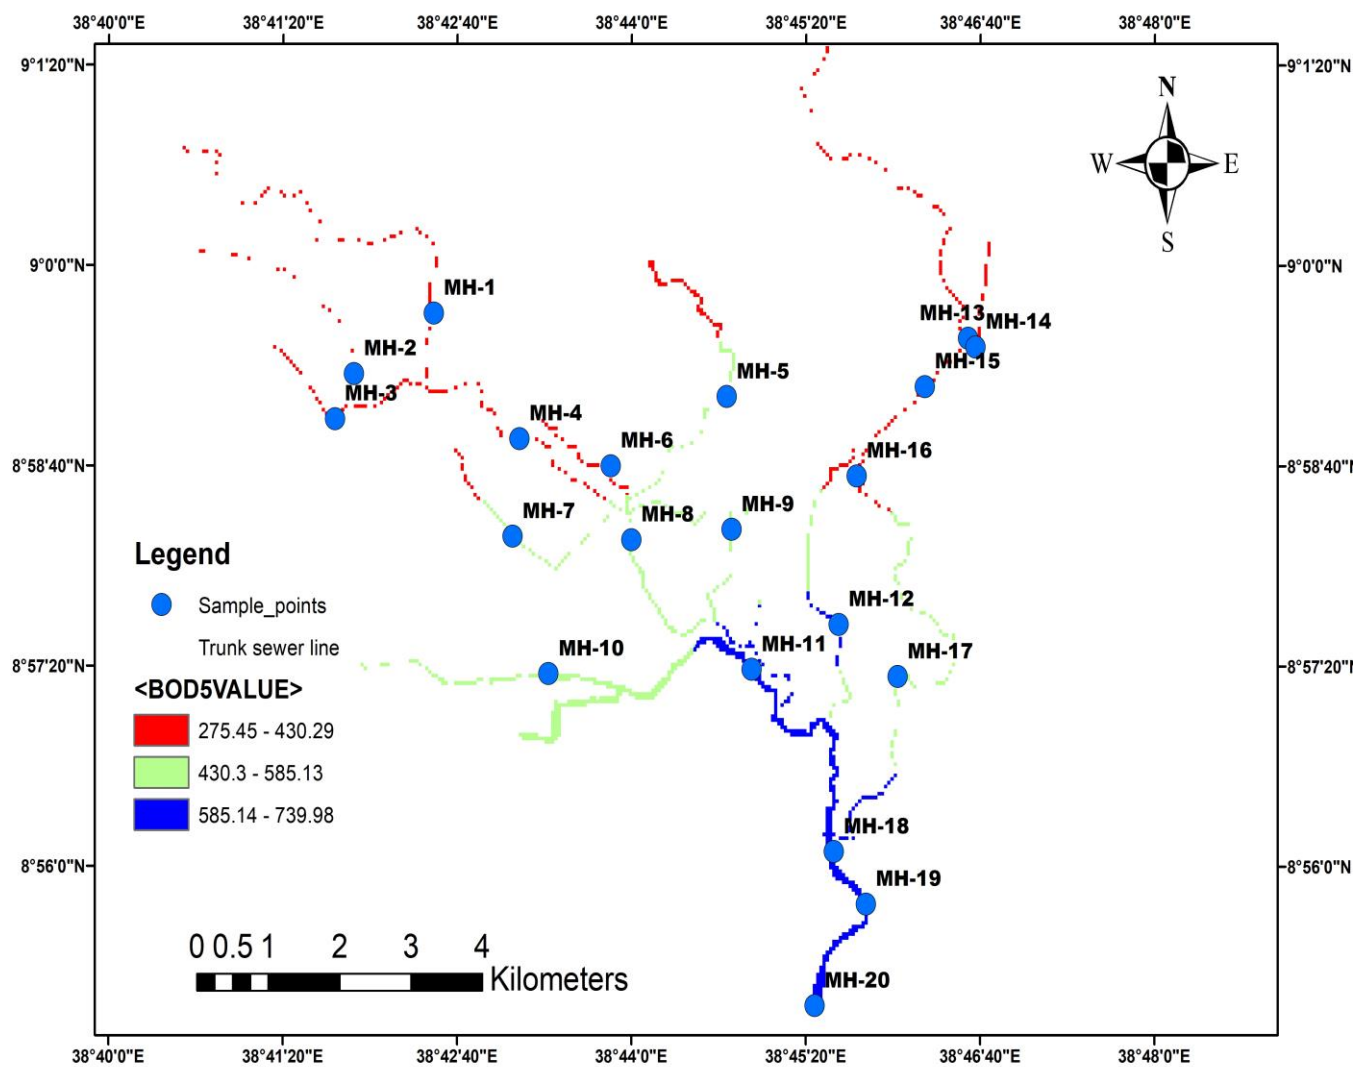 38°40'0"E 38°41'20"E 38°42'40"E 38°44'0"E 38°45'20"E 38°46'40"E 38°48'0"E
9°1'20"N 9°1'20"N
N
W E
S
9°0'0"N 9°0'0"N
MH-1
MH-13
MH-14
MH-2
MH-15
MH-5
MH-3
MH-4
MH-6
MH-16
8°58'40"N 8°58'40"N
MH-9
MH-7
MH-8
Legend
Sample_points
MH-12
Trunk sewer line
MH-10
MH-11
MH-17
8°57'20"N 8°57'20"N
<BOD5VALUE>
275.45 - 430.29
430.3 - 585.13
585.14 - 739.98
MH-18
8°56'0"N 8°56'0"N
MH-19
0 0.5 1 2 3 4
Kilometers
MH-20
38°40'0"E 38°41'20"E 38°42'40"E 38°44'0"E 38°45'20"E 38°46'40"E 38°48'0"E